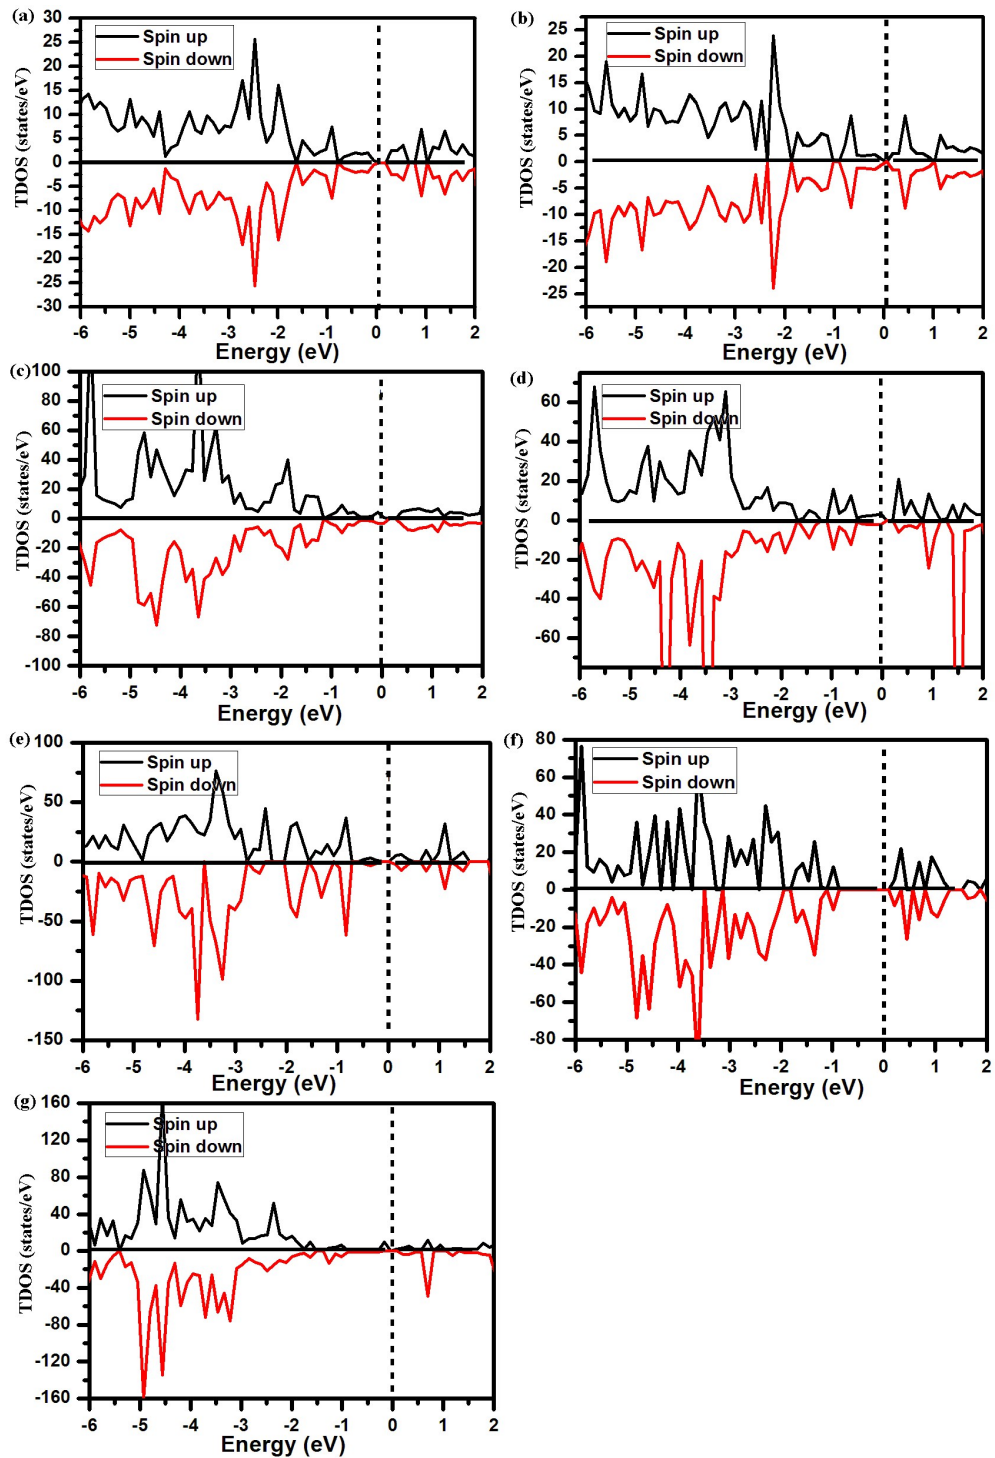 (a)
30
25
20
15
10
5
0
-5
-10
-15
-20
-25
-30
TDOS (states/eV)
Spin up
Spin down
-6 -5 -4 -3 -2 -1 0 1 2
Energy (eV)
(b)
25
20
15
10
5
0
-5
-10
-15
-20
-25
TDOS (states/eV)
Spin up
Spin down
-6 -5 -4 -3 -2 -1 0 1 2
Energy (eV)
(c)
100
80
60
40
20
0
-20
-40
-60
-80
-100
TDOS (states/eV)
Spin up
Spin down
-6 -5 -4 -3 -2 -1 0 1 2
Energy (eV)
(d)
60
40
20
0
-20
-40
-60
TDOS (states/eV)
Spin up
Spin down
-6 -5 -4 -3 -2 -1 0 1 2
Energy (eV)
(e)
100
50
0
-50
-100
-150
TDOS (states/eV)
Spin up
Spin down
-6 -5 -4 -3 -2 -1 0 1 2
Energy (eV)
(f)
80
60
40
20
0
-20
-40
-60
-80
TDOS (states/eV)
Spin up
Spin down
-6 -5 -4 -3 -2 -1 0 1 2
Energy (eV)
(g)
160
120
80
40
0
-40
-80
-120
-160
TDOS (states/eV)
Spin up
Spin down
-6 -5 -4 -3 -2 -1 0 1 2
Energy (eV)